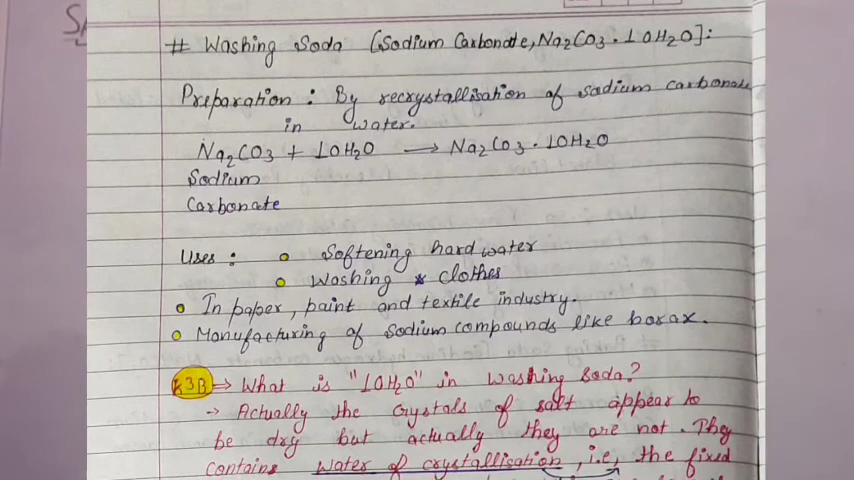 # Washing Soda [Sodium Carbonate, Na2CO3·10H2O]:
Preparation : By recrystallisation of sodium carbonate
in water.
Na2CO3 + 10H2O → Na2CO3·10H2O
Sodium
Carbonate
Uses : Softening hard water
Washing clothes
In paper, paint and textile industry.
Manufacturing of sodium compounds like borax.
K3B ⇒ What is "10H2O" in washing soda?
→ Actually the crystals of salt appear to
be dry but actually they are not. They
contains water of crystallisation, i.e, the fixed